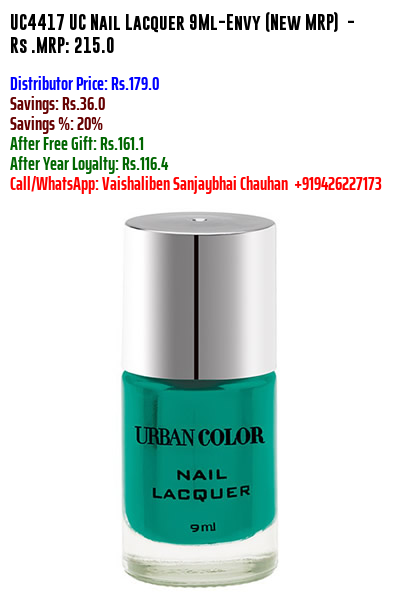 UC4417 UC Nail Lacquer 9Ml-Envy (New MRP) -
Rs .MRP: 215.0
Distributor Price: Rs.179.0
Savings: Rs.36.0
Savings %: 20%
After Free Gift: Rs.161.1
After Year Loyalty: Rs.116.4
Call/WhatsApp: Vaishaliben Sanjaybhai Chauhan +919426227173
URBAN COLOR
NAIL
LACQUER
9ml